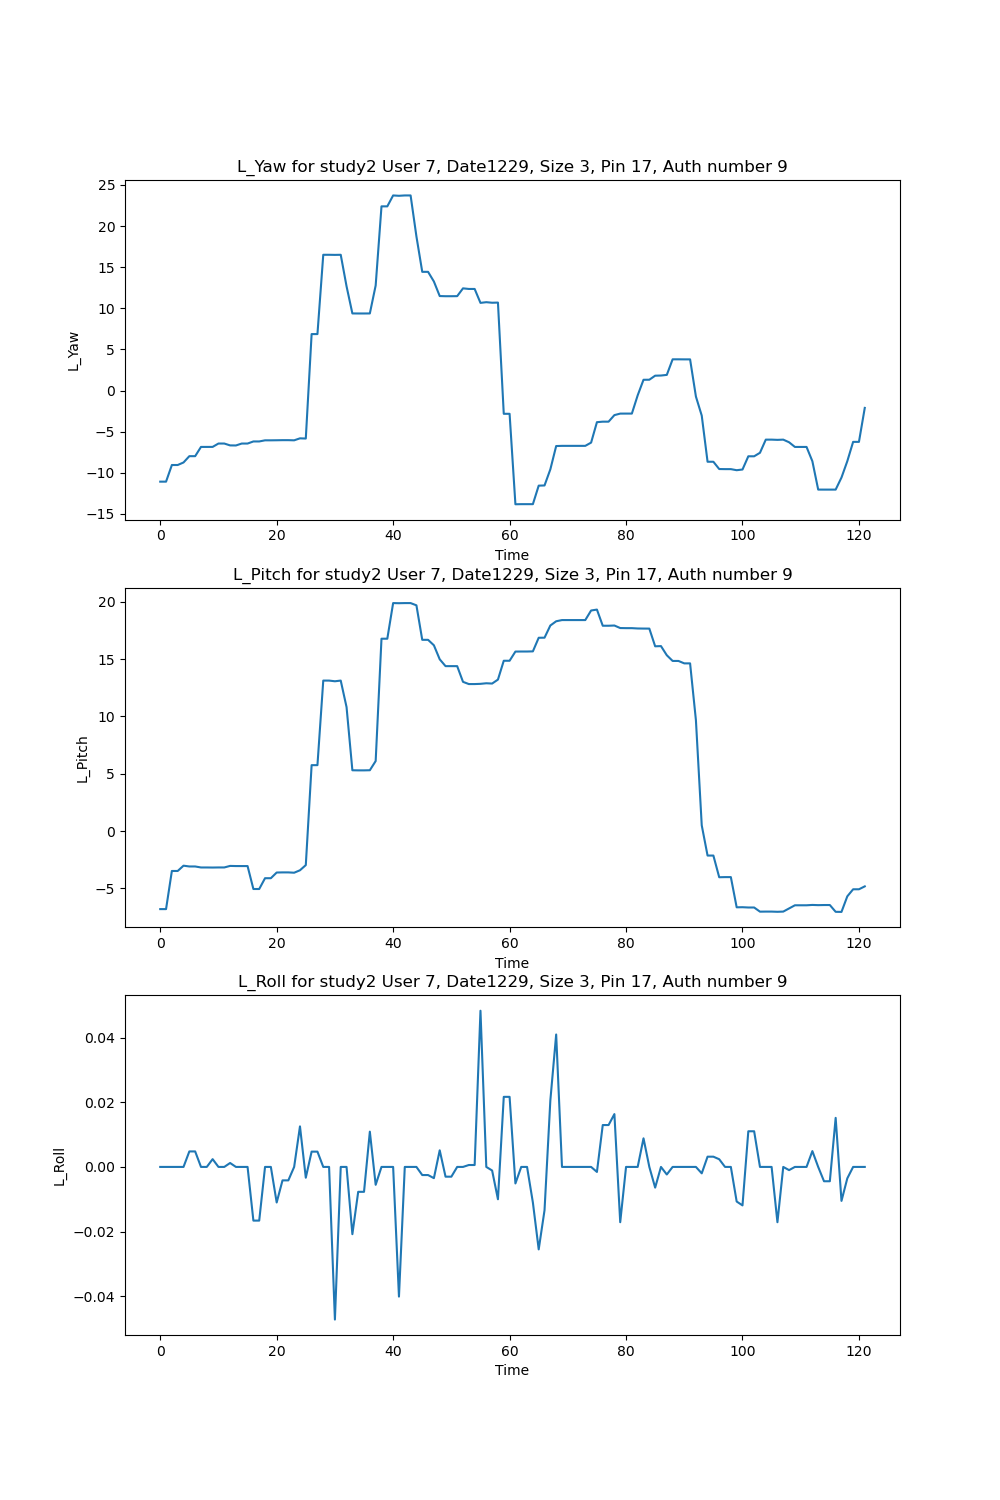 L_Yaw for study2 User 7, Date1229, Size 3, Pin 17, Auth number 9
25
20
15
10
5
0
−5
−10
−15
L_Yaw
0 20 40 60 80 100 120
Time
L_Pitch for study2 User 7, Date1229, Size 3, Pin 17, Auth number 9
20
15
10
5
0
−5
L_Pitch
0 20 40 60 80 100 120
Time
L_Roll for study2 User 7, Date1229, Size 3, Pin 17, Auth number 9
0.04
0.02
0.00
−0.02
−0.04
L_Roll
0 20 40 60 80 100 120
Time